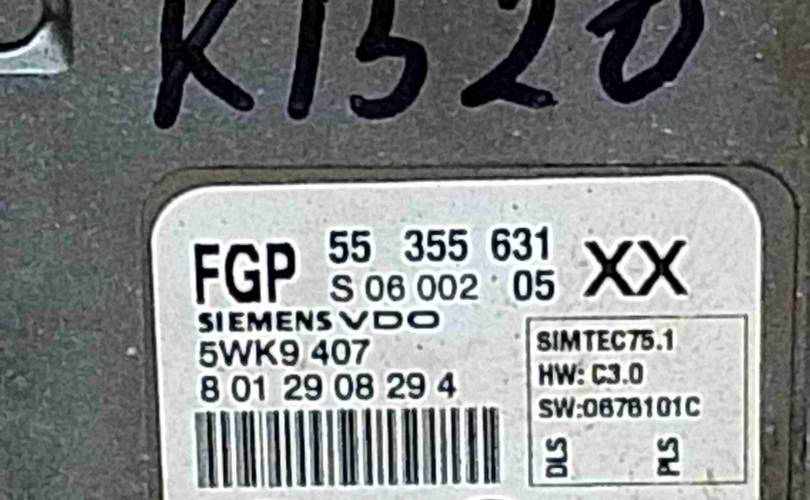 K1520
FGP 55 355 631 XX
S 06 002 05
SIEMENS VDO
5WK9 407
8 01 29 08 29 4
SIMTEC75.1
HW: C3.0
SW:0678101C
DLS PLS